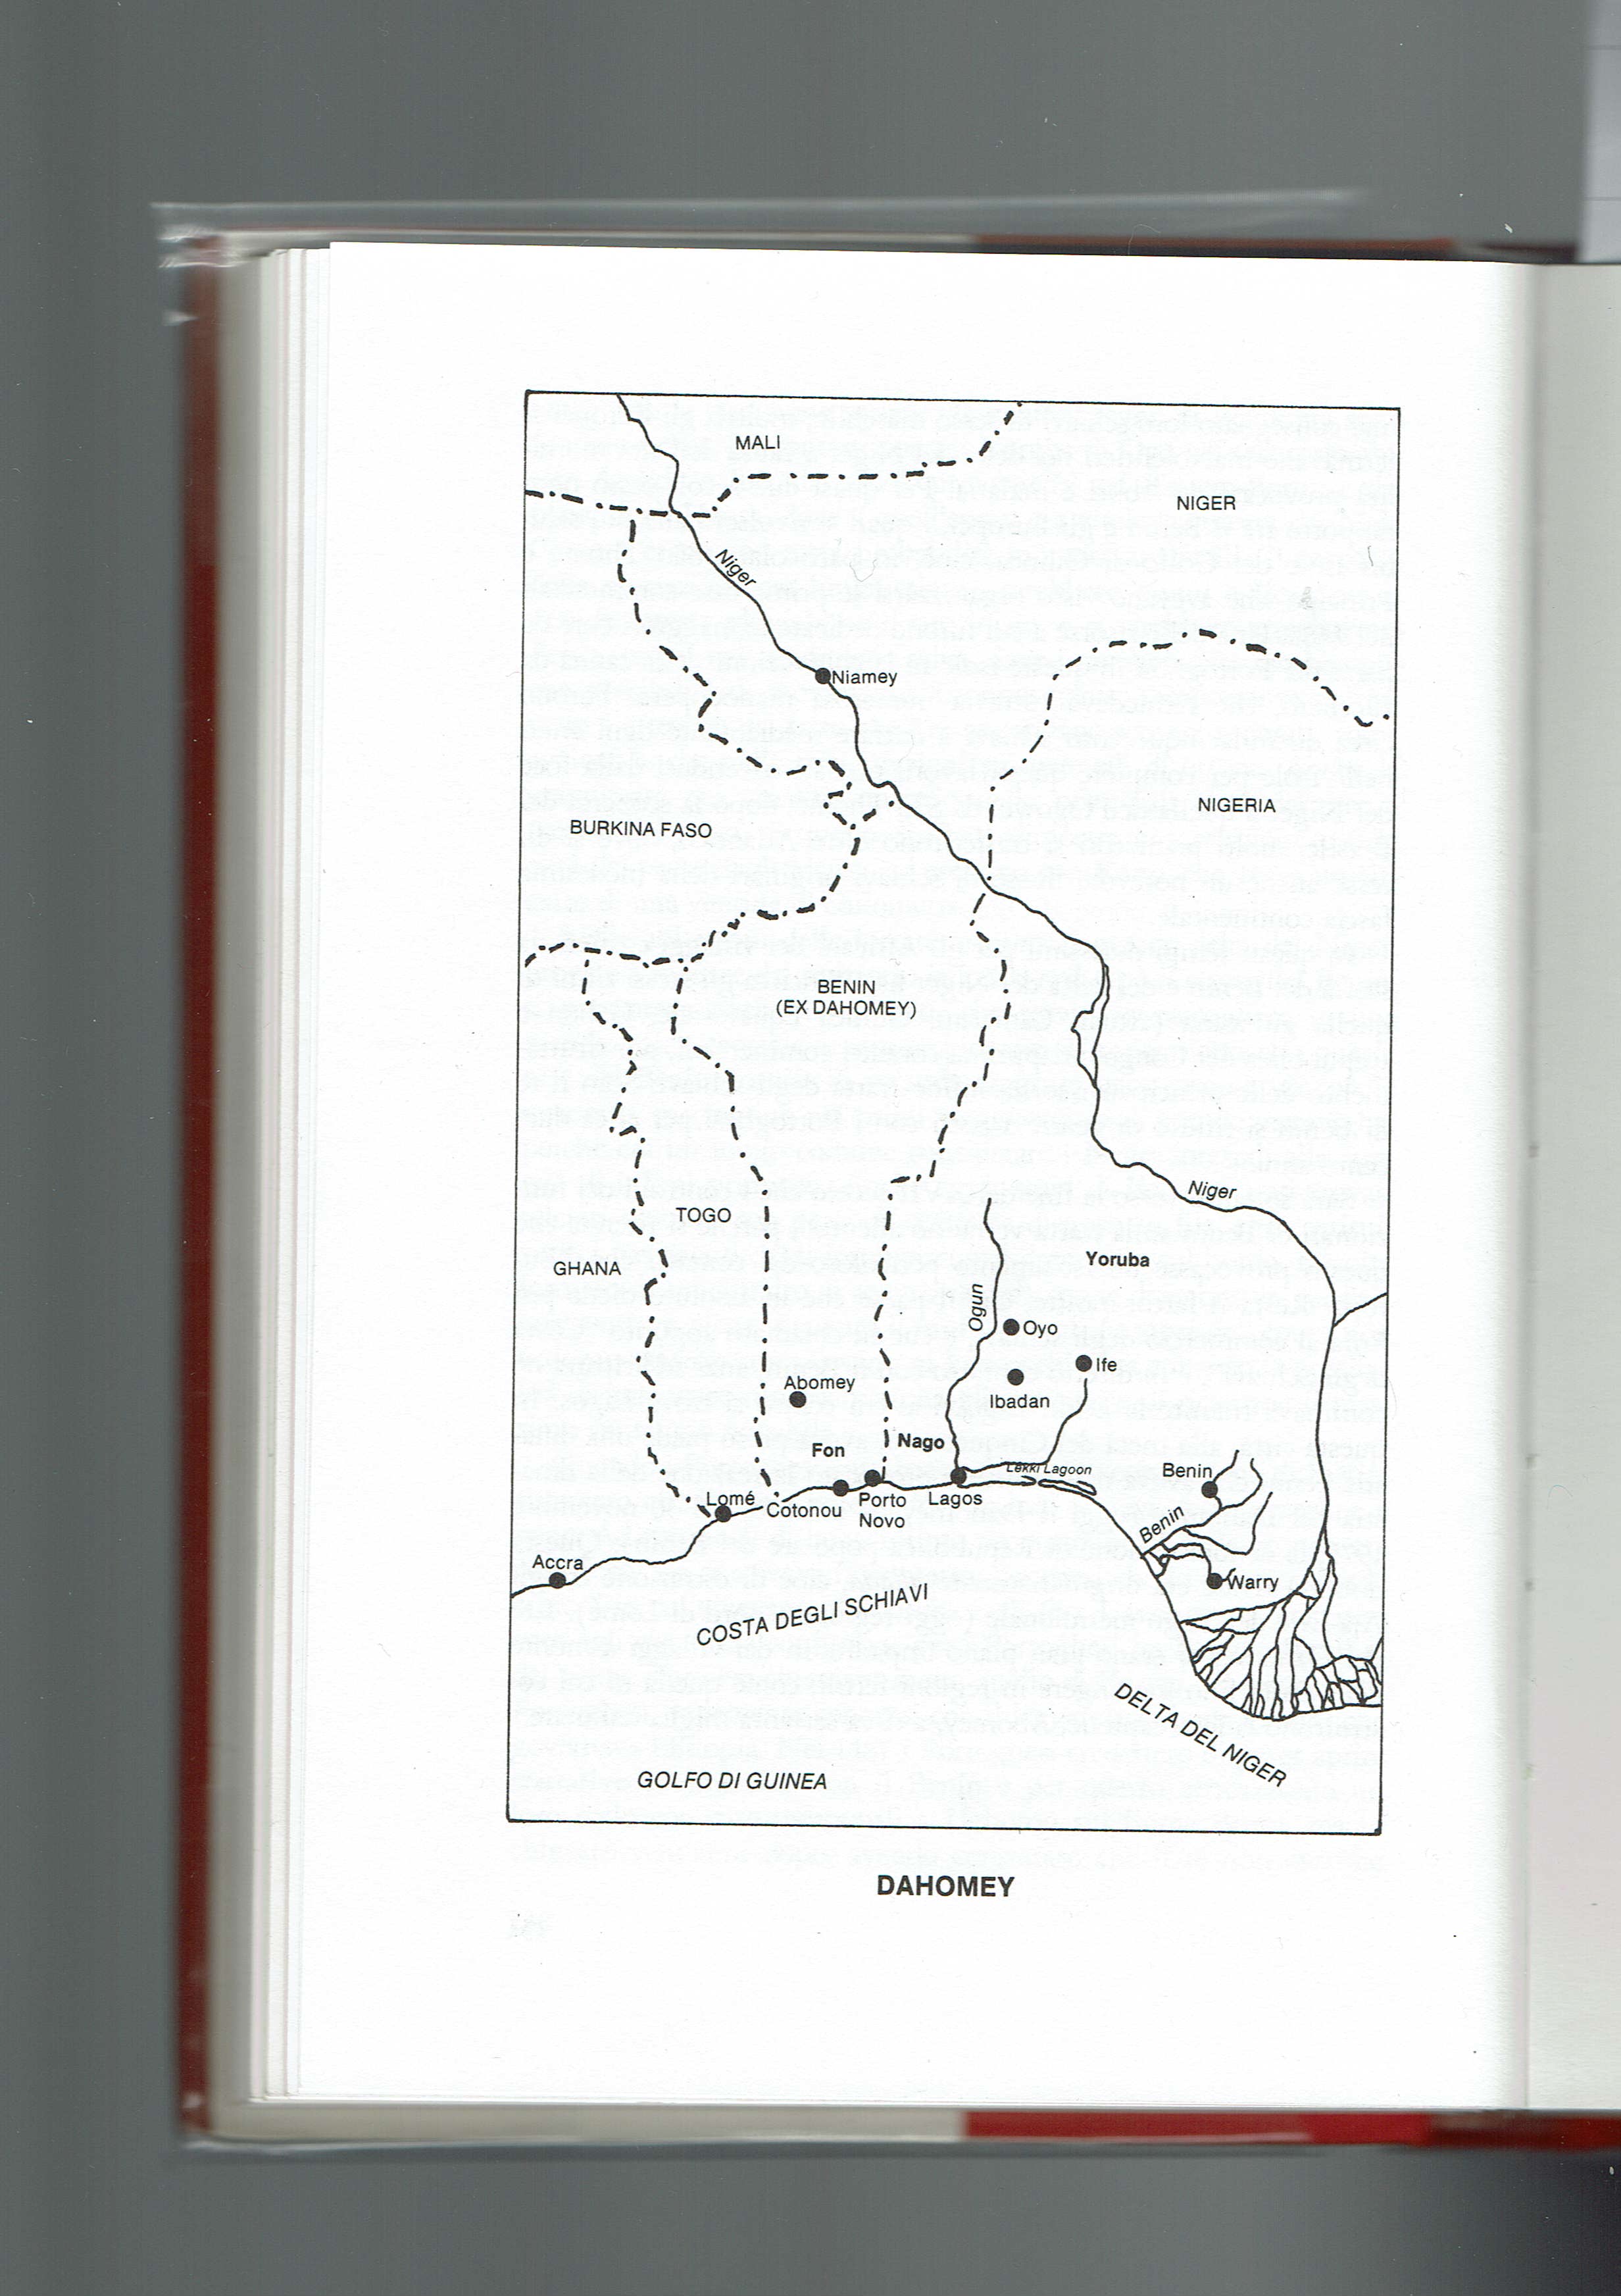 MALI
NIGER
Niger
Niamey
NIGERIA
BURKINA FASO
BENIN
(EX DAHOMEY)
Niger
TOGO
Yoruba
GHANA
Ogun
Oyo
Ife
Abomey
Ibadan
Nago
Fon
Lekki Lagoon
Benin
Lomé
Cotonou
Porto
Novo
Lagos
Benin
Accra
Warry
COSTA DEGLI SCHIAVI
DELTA DEL NIGER
GOLFO DI GUINEA
DAHOMEY